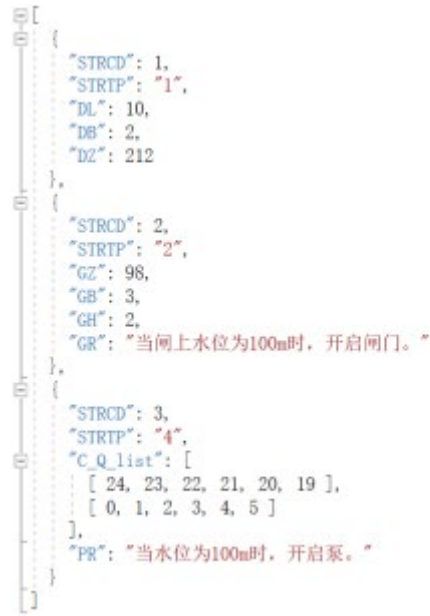 [
{
"STRCD": 1,
"STRTP": "1",
"DL": 10,
"DB": 2,
"DZ": 212
},
{
"STRCD": 2,
"STRTP": "2",
"GZ": 98,
"GB": 3,
"GH": 2,
"GR": "当闸上水位为100m时，开启闸门。"
},
{
"STRCD": 3,
"STRTP": "4",
"C_Q_list": [
[ 24, 23, 22, 21, 20, 19 ],
[ 0, 1, 2, 3, 4, 5 ]
],
"PR": "当水位为100m时，开启泵。"
}
]